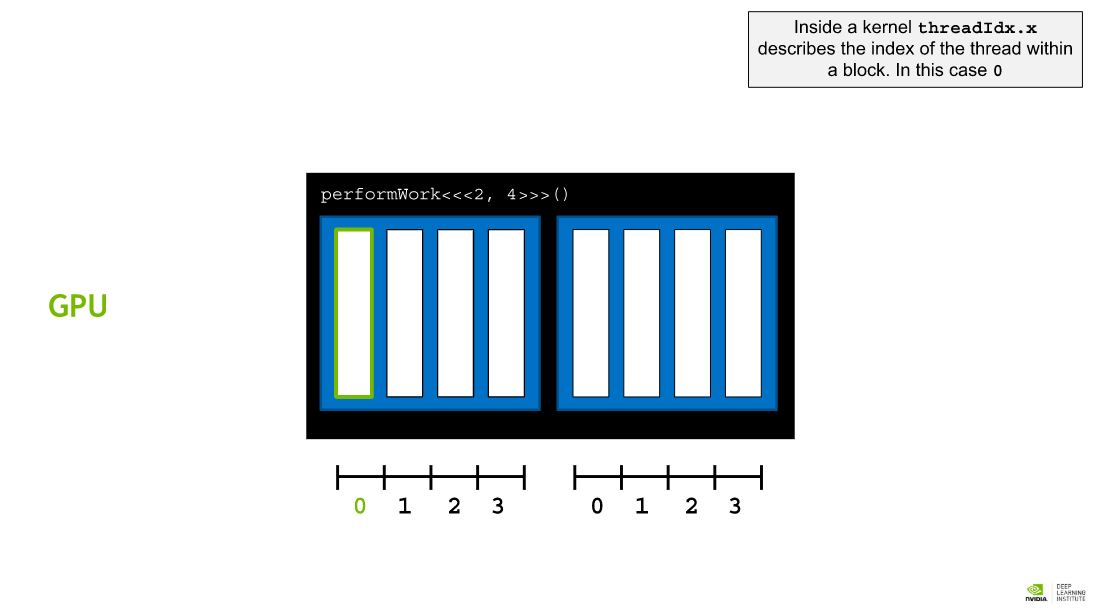 Inside a kernel threadIdx.x
describes the index of the thread within
a block. In this case 0
performWork<<<2, 4>>>()
GPU
0 1 2 3 0 1 2 3
NVIDIA.
DEEP
LEARNING
INSTITUTE